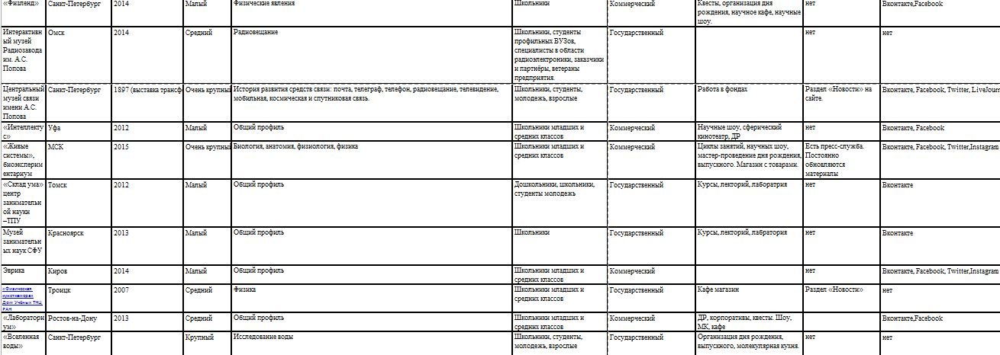 «Физленд» Санкт-Петербург 2014 Малый Физические явления Школьники Коммерческий Квесты, организация дня рождения, научное кафе, научные шоу. нет Вконтакте,Facebook
Интерактивный музей Радиозавода им. А.С. Попова Омск 2014 Средний Радиовещание Школьники, студенты профильных ВУЗов, специалисты в области радиоэлектроники, заказчики и партнёры, ветераны предприятия. Государственный нет нет
Центральный музей связи имени А.С. Попова Санкт-Петербург 1897 (выставка трансф Очень крупный История развития средств связи: почта, телеграф, телефон, радиовещание, телевидение, мобильная, космическая и спутниковая связь. Школьники, студенты, молодежь, взрослые Государственный Работа в фондах Раздел «Новости» на сайте. Вконтакте, Facebook, Twitter, LiveJourn
«Интеллектус» Уфа 2012 Малый Общий профиль Школьники младших и средних классов Коммерческий Научные шоу, сферический кинотеатр, ДР нет Вконтакте, Facebook
«Живые системы», биоэкспериментариум МСК 2015 Очень крупный Биология, анатомия, физиология, физика Школьники младших и средних классов Коммерческий Циклы занятий, научных шоу, мастер-проведение дня рождения, выпускного. Магазин с товарами. Есть пресс-служба. Постоянно обновляются материалы Вконтакте, Facebook, Twitter,Instagram
«Склад ума» центр занимательной науки –ТПУ Томск 2012 Малый Общий профиль Дошкольники, школьники, студенты молодежь Государственный Курсы, лекторий, лаборатрия нет Вконтакте
Музей занимательных наук СФУ Красноярск 2013 Малый Общий профиль Школьники Государственный Курсы, лекторий, лабратория нет Вконтакте
Эврика Киров 2014 Малый Общий профиль Школьники младших и средних классов Коммерческий нет Вконтакте, Facebook, Twitter,Instagram
«Физическая кунсткамера» Дом Учёных ТНЦ РАН Троицк 2007 Средний Физика Школьники младших и средних классов Государственный Кафе магазин Раздел «Новости» нет
«Лабораториум» Ростов-на-Дону 2013 Средний Общий профиль Школьники младших и средних классов Коммерческий ДР, корпоративы, квесты. Шоу, МК, кафе Вконтакте,Facebook
«Вселенная воды» Санкт-Петербург Крупный Исследование воды Школьники, студенты, молодежь, взрослые Государственный Организация дня рождения, выпускного, молекулярная кухня. нет нет